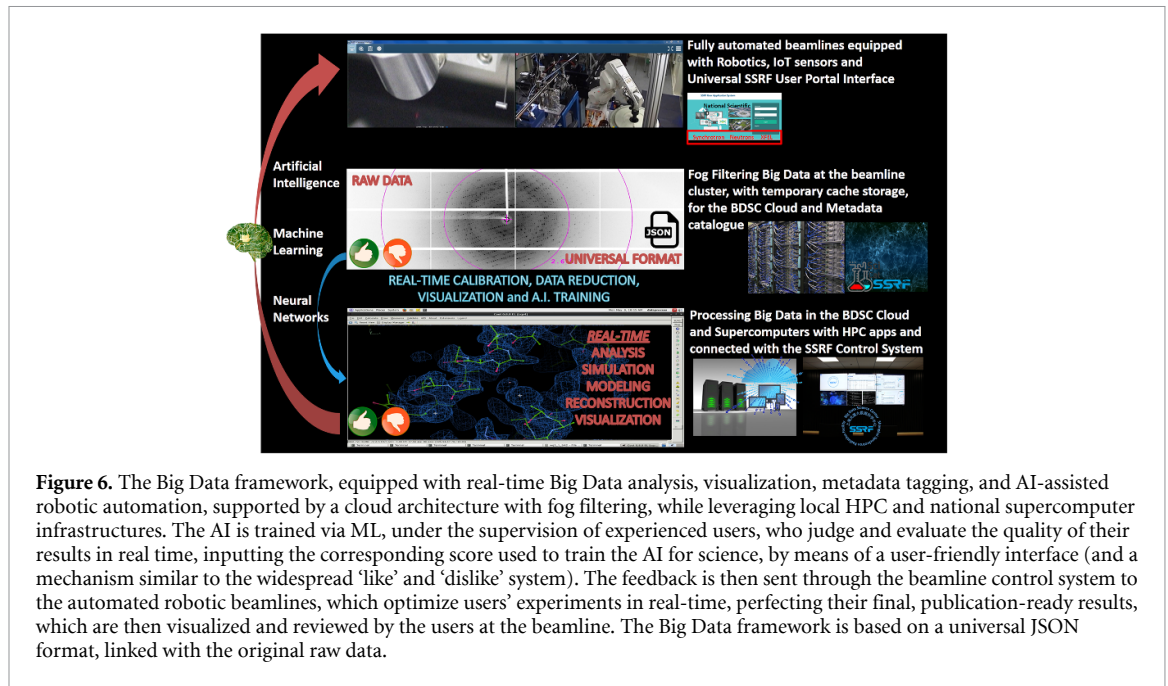 Fully automated beamlines equipped
with Robotics, IoT sensors and
Universal SSRF User Portal Interface
National Scientific
Synchrotrons Neutrons XFEL
Artificial
Intelligence
Machine
Learning
Neural
Networks
RAW DATA
JSON
UNIVERSAL FORMAT
Fog Filtering Big Data at the beamline
cluster, with temporary cache storage,
for the BDSC Cloud and Metadata
catalogue
SSRF
REAL-TIME CALIBRATION, DATA REDUCTION,
VISUALIZATION and A.I. TRAINING
REAL-TIME
ANALYSIS
SIMULATION
MODELING
RECONSTRUCTION
VISUALIZATION
Processing Big Data in the BDSC Cloud
and Supercomputers with HPC apps and
connected with the SSRF Control System
SSRF
Figure 6. The Big Data framework, equipped with real-time Big Data analysis, visualization, metadata tagging, and AI-assisted
robotic automation, supported by a cloud architecture with fog filtering, while leveraging local HPC and national supercomputer
infrastructures. The AI is trained via ML, under the supervision of experienced users, who judge and evaluate the quality of their
results in real time, inputting the corresponding score used to train the AI for science, by means of a user-friendly interface (and a
mechanism similar to the widespread ‘like’ and ‘dislike’ system). The feedback is then sent through the beamline control system to
the automated robotic beamlines, which optimize users’ experiments in real-time, perfecting their final, publication-ready results,
which are then visualized and reviewed by the users at the beamline. The Big Data framework is based on a universal JSON
format, linked with the original raw data.